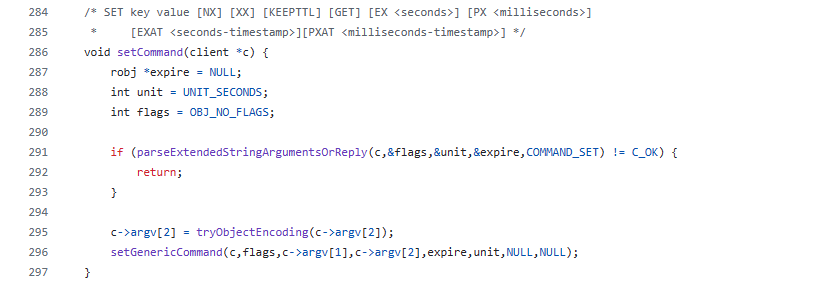 284 /* SET key value [NX] [XX] [KEEPTTL] [GET] [EX <seconds>] [PX <milliseconds>]
285 *     [EXAT <seconds-timestamp>][PXAT <milliseconds-timestamp>] */
286 void setCommand(client *c) {
287     robj *expire = NULL;
288     int unit = UNIT_SECONDS;
289     int flags = OBJ_NO_FLAGS;
290
291     if (parseExtendedStringArgumentsOrReply(c,&flags,&unit,&expire,COMMAND_SET) != C_OK) {
292         return;
293     }
294
295     c->argv[2] = tryObjectEncoding(c->argv[2]);
296     setGenericCommand(c,flags,c->argv[1],c->argv[2],expire,unit,NULL,NULL);
297 }